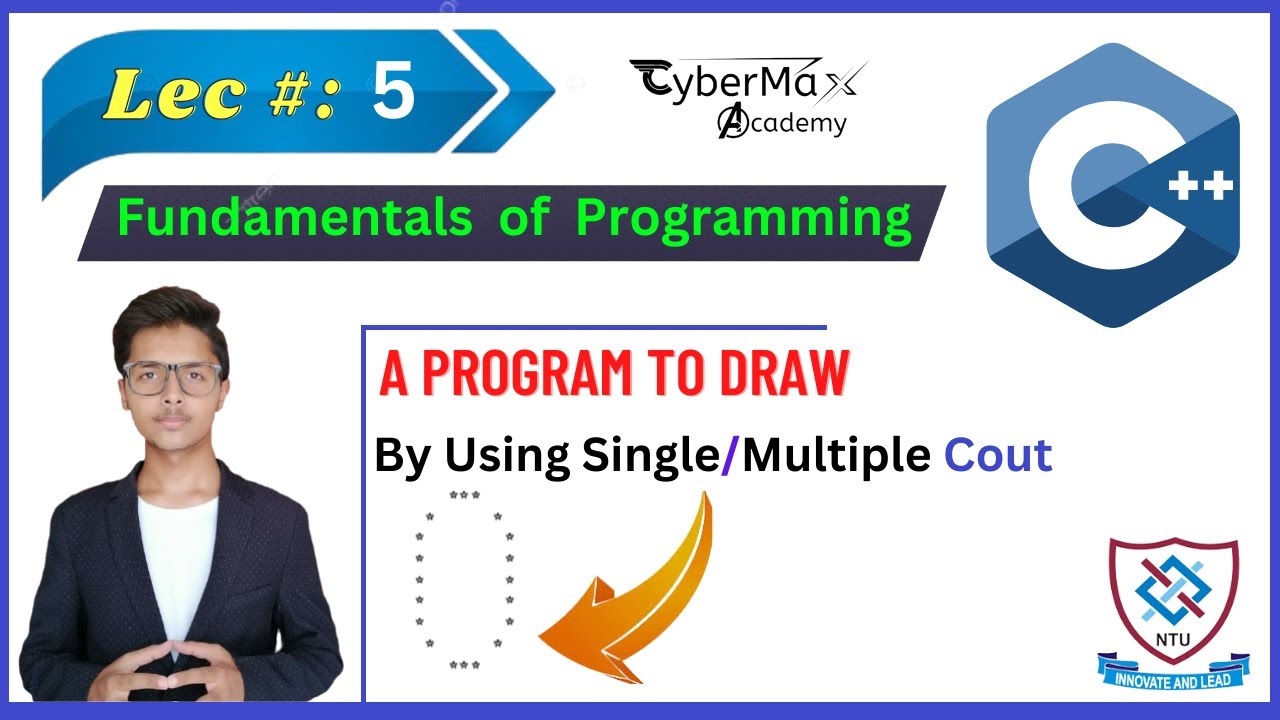 Lec #: 5
CyberMax
Academy
C++
Fundamentals of Programming
A PROGRAM TO DRAW
By Using Single/Multiple Cout
***
* *
* *
* *
* *
* *
* *
***
NTU
INNOVATE AND LEAD